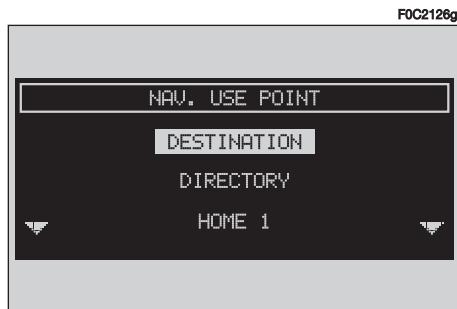 F0C2126g
NAV. USE POINT
DESTINATION
DIRECTORY
HOME 1